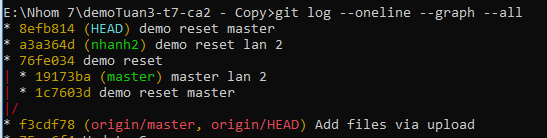 E:\Nhom 7\demoTuan3-t7-ca2 - Copy>git log --oneline --graph --all
* 8efb814 (HEAD) demo reset master
* a3a364d (nhanh2) demo reset lan 2
* 76fe034 demo reset
| * 19173ba (master) master lan 2
| * 1c7603d demo reset master
|/
* f3cdf78 (origin/master, origin/HEAD) Add files via upload